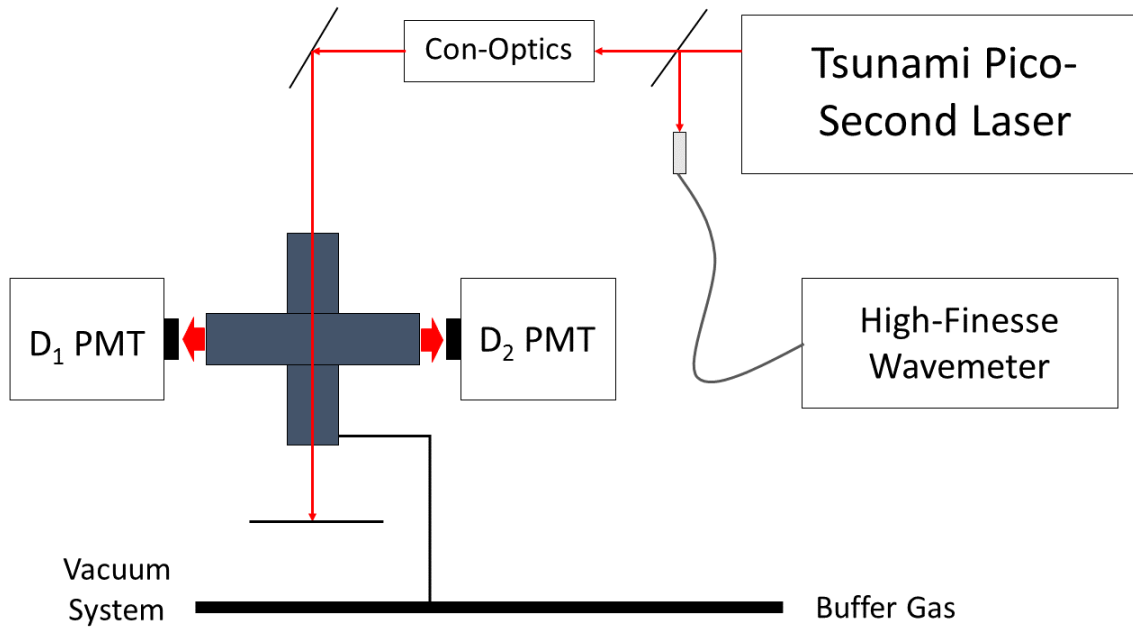 Con-Optics
Tsunami Pico-
Second Laser
D₁ PMT
D₂ PMT
High-Finesse
Wavemeter
Vacuum
System
Buffer Gas